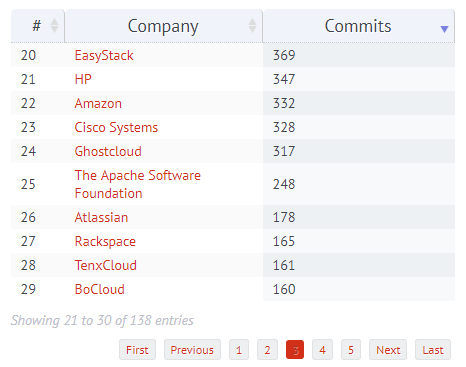 # Company Commits
20 EasyStack 369
21 HP 347
22 Amazon 332
23 Cisco Systems 328
24 Ghostcloud 317
25 The Apache Software 248
Foundation
26 Atlassian 178
27 Rackspace 165
28 TenxCloud 161
29 BoCloud 160
Showing 21 to 30 of 138 entries
First Previous 1 2 3 4 5 Next Last